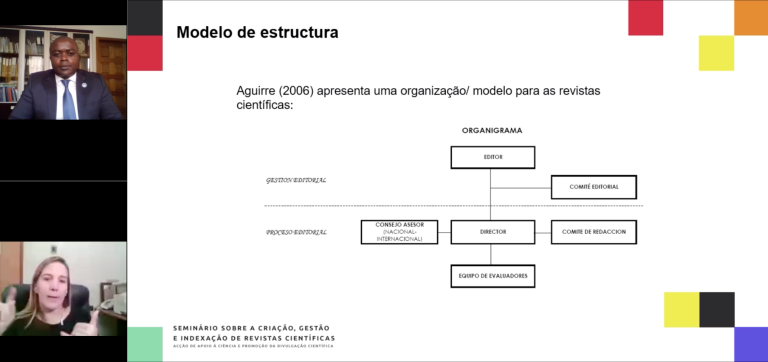 Modelo de estructura
Aguirre (2006) apresenta uma organização/ modelo para as revistas
científicas:
ORGANIGRAMA
EDITOR
GESTION EDITORIAL
COMITÉ EDITORIAL
PROCESO EDITORIAL
CONSEJO ASESOR
(NACIONAL-
INTERNACIONAL)
DIRECTOR
COMITE DE REDACCION
EQUIPO DE EVALUADORES
SEMINÁRIO SOBRE A CRIAÇÃO, GESTÃO
E INDEXAÇÃO DE REVISTAS CIENTÍFICAS
ACÇÃO DE APOIO À CIÊNCIA E PROMOÇÃO DA DIVULGAÇÃO CIENTÍFICA